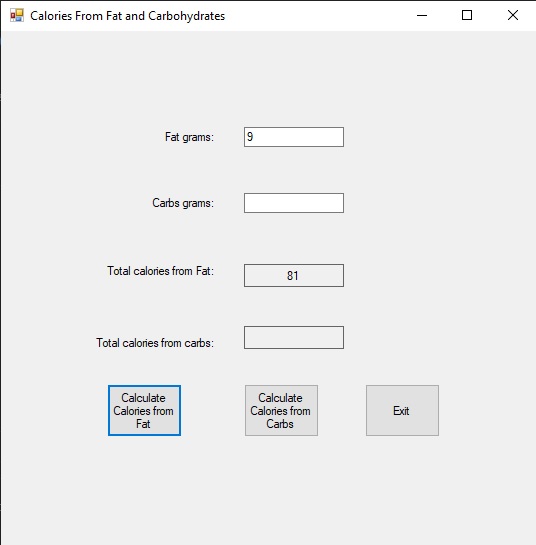 Calories From Fat and Carbohydrates
Fat grams: 9
Carbs grams:
Total calories from Fat: 81
Total calories from carbs:
Calculate
Calories from
Fat
Calculate
Calories from
Carbs
Exit